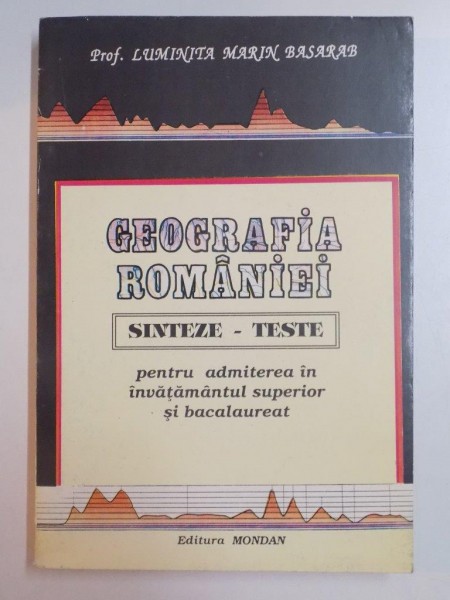 Prof. LUMINITA MARIN BASARAB
GEOGRAFIA
ROMÂNIEI
SINTEZE - TESTE
pentru admiterea în
învăţământul superior
şi bacalaureat
Editura MONDAN